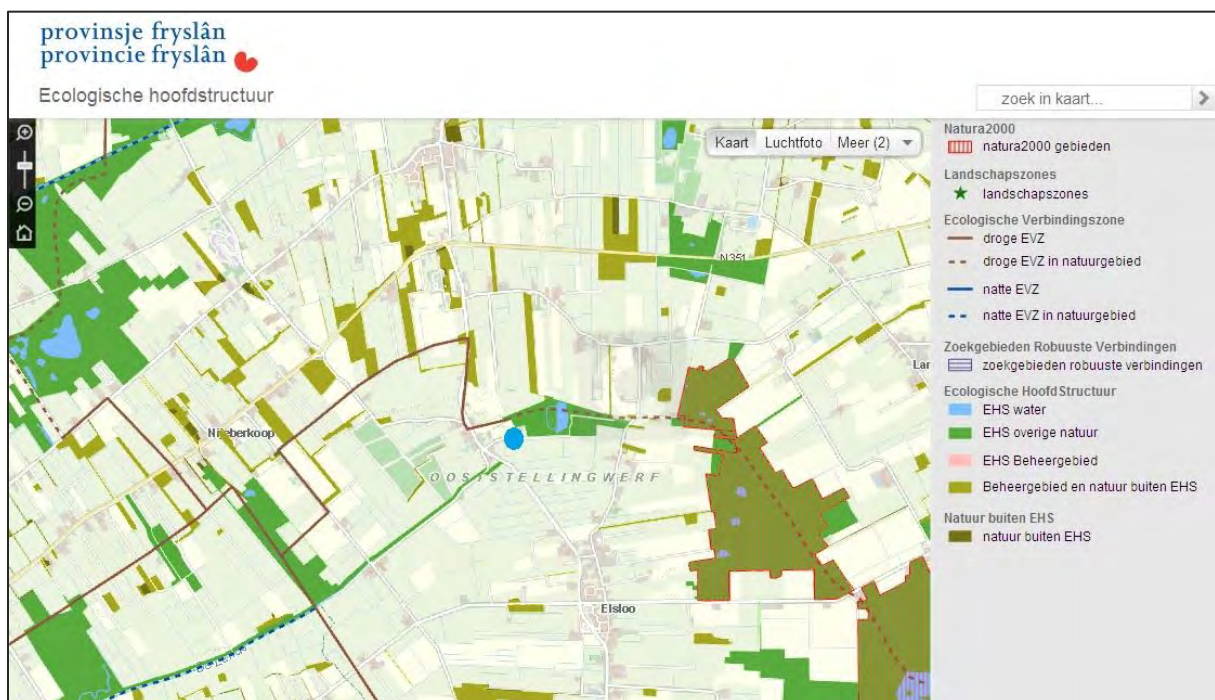 provinsje fryslân
provincie fryslân
Ecologische hoofdstructuur
zoek in kaart...
Kaart Luchtfoto Meer (2)
Natura2000
natura2000 gebieden
Landschapszones
landschapszones
Ecologische Verbindingszone
droge EVZ
droge EVZ in natuurgebied
natte EVZ
natte EVZ in natuurgebied
Zoekgebieden Robuuste Verbindingen
zoekgebieden robuuste verbindingen
Ecologische HoofdStructuur
EHS water
EHS overige natuur
EHS Beheergebied
Beheergebied en natuur buiten EHS
Natuur buiten EHS
natuur buiten EHS
N351
Lan
OOSTSTELLINGWERF
Elsloo